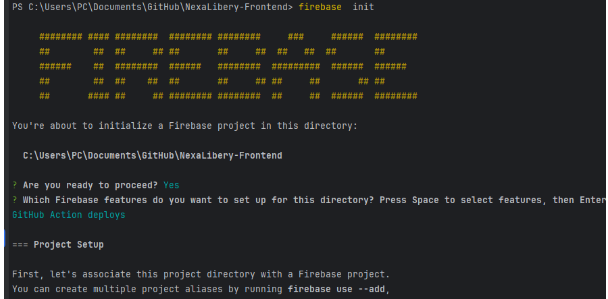 PS C:\Users\PC\Documents\GitHub\NexaLibery-Frontend> firebase  init
######## #### ########  ######## ########     ###     ######  ########
##        ##  ##     ## ##       ##     ##  ##   ##  ##       ##
######    ##  ########  ######   ########  #########  ######  ######
##        ##  ##    ##  ##       ##     ## ##     ##       ## ##
##       #### ##     ## ######## ########  ##     ##  ######  ########
You're about to initialize a Firebase project in this directory:
C:\Users\PC\Documents\GitHub\NexaLibery-Frontend
? Are you ready to proceed? Yes
? Which Firebase features do you want to set up for this directory? Press Space to select features, then Enter
GitHub Action deploys
=== Project Setup
First, let's associate this project directory with a Firebase project.
You can create multiple project aliases by running firebase use --add,